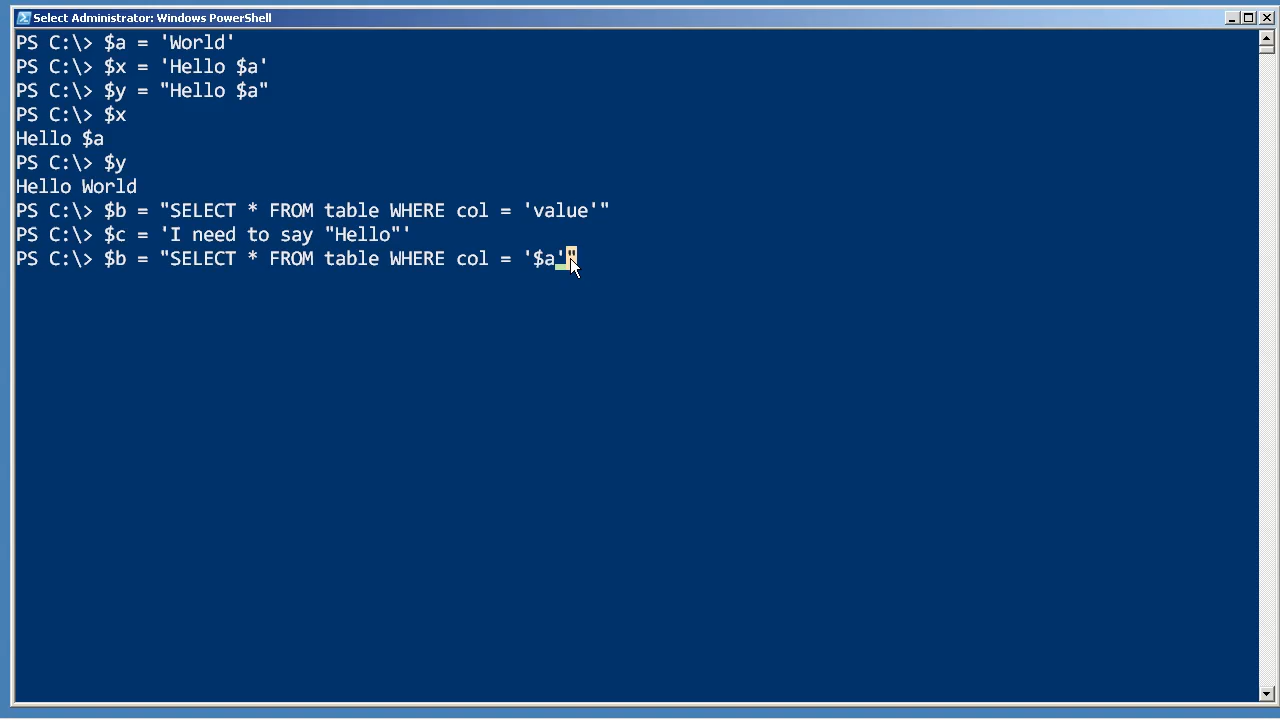 Select Administrator: Windows PowerShell
PS C:\> $a = 'World'
PS C:\> $x = 'Hello $a'
PS C:\> $y = "Hello $a"
PS C:\> $x
Hello $a
PS C:\> $y
Hello World
PS C:\> $b = "SELECT * FROM table WHERE col = 'value'"
PS C:\> $c = 'I need to say "Hello"'
PS C:\> $b = "SELECT * FROM table WHERE col = '$a'"